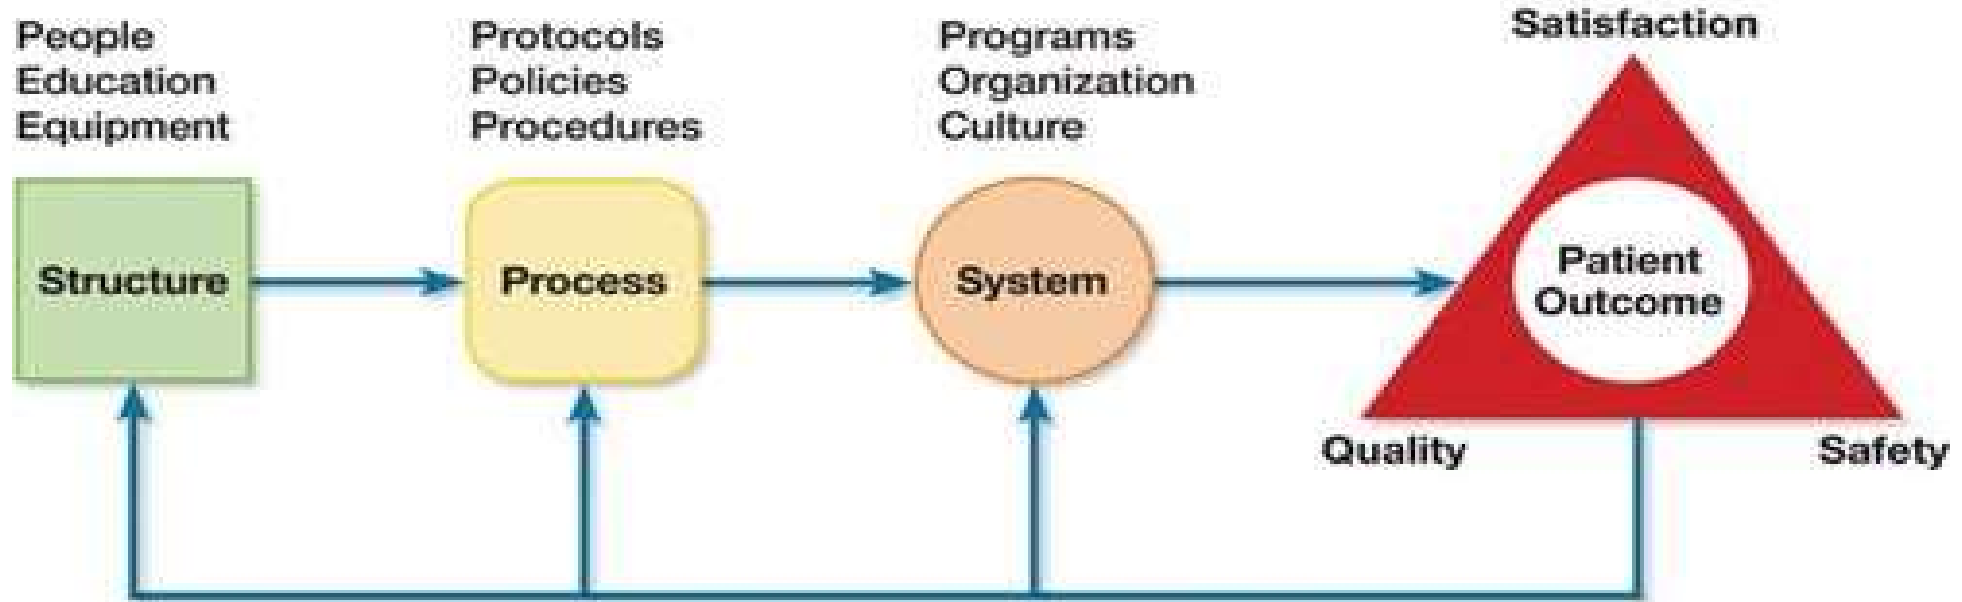 People
Education
Equipment
Protocols
Policies
Procedures
Programs
Organization
Culture
Satisfaction
Structure
Process
System
Patient
Outcome
Quality
Safety